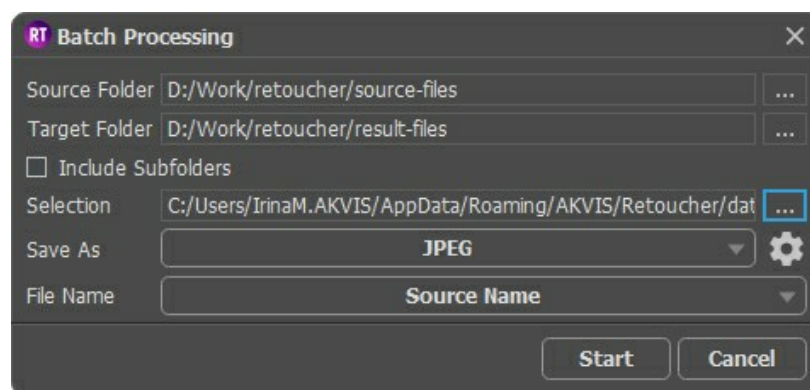 RT Batch Processing
Source Folder D:/Work/retoucher/source-files ...
Target Folder D:/Work/retoucher/result-files ...
Include Subfolders
Selection C:/Users/IrinaM.AKVIS/AppData/Roaming/AKVIS/Retoucher/dat ...
Save As JPEG
File Name Source Name
Start Cancel